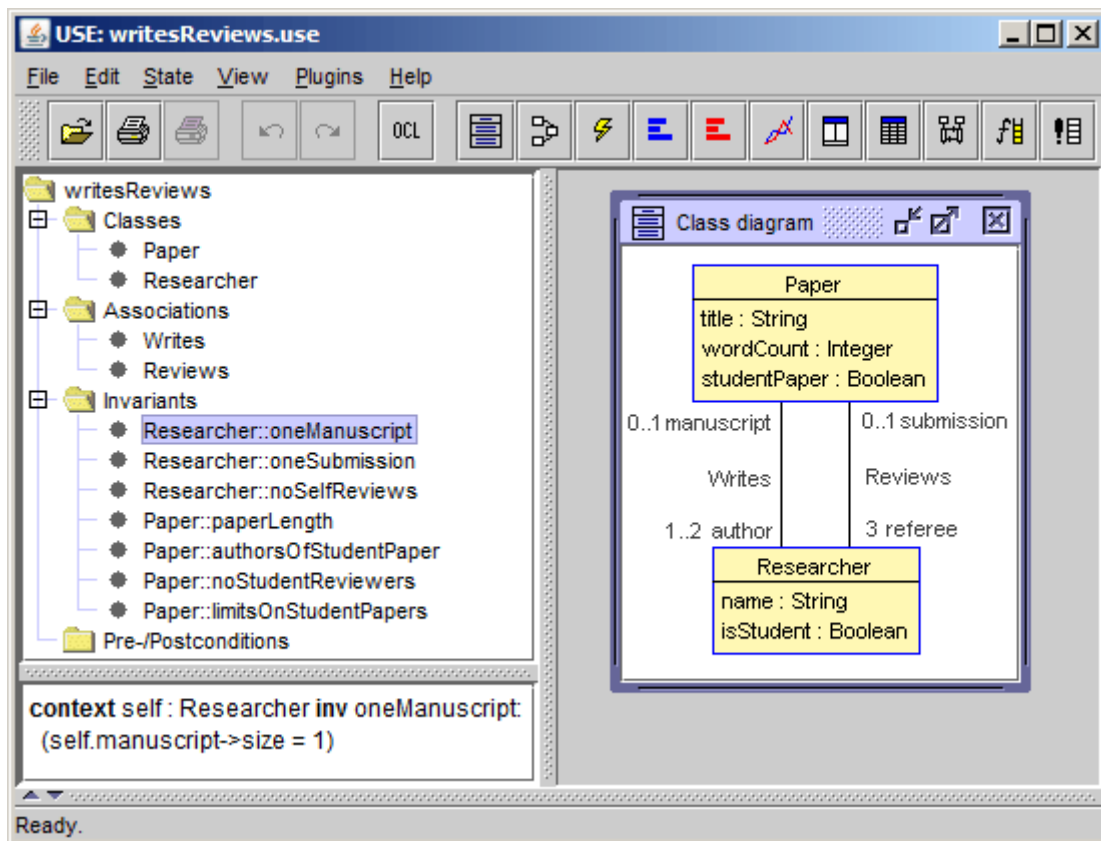 USE: writesReviews.use
File Edit State View Plugins Help
OCL
writesReviews
Classes
Paper
Researcher
Associations
Writes
Reviews
Invariants
Researcher::oneManuscript
Researcher::oneSubmission
Researcher::noSelfReviews
Paper::paperLength
Paper::authorsOfStudentPaper
Paper::noStudentReviewers
Paper::limitsOnStudentPapers
Pre-/Postconditions
context self : Researcher inv oneManuscript:
(self.manuscript->size = 1)
Class diagram
Paper
title : String
wordCount : Integer
studentPaper : Boolean
0..1 manuscript 0..1 submission
Writes Reviews
1..2 author 3 referee
Researcher
name : String
isStudent : Boolean
Ready.